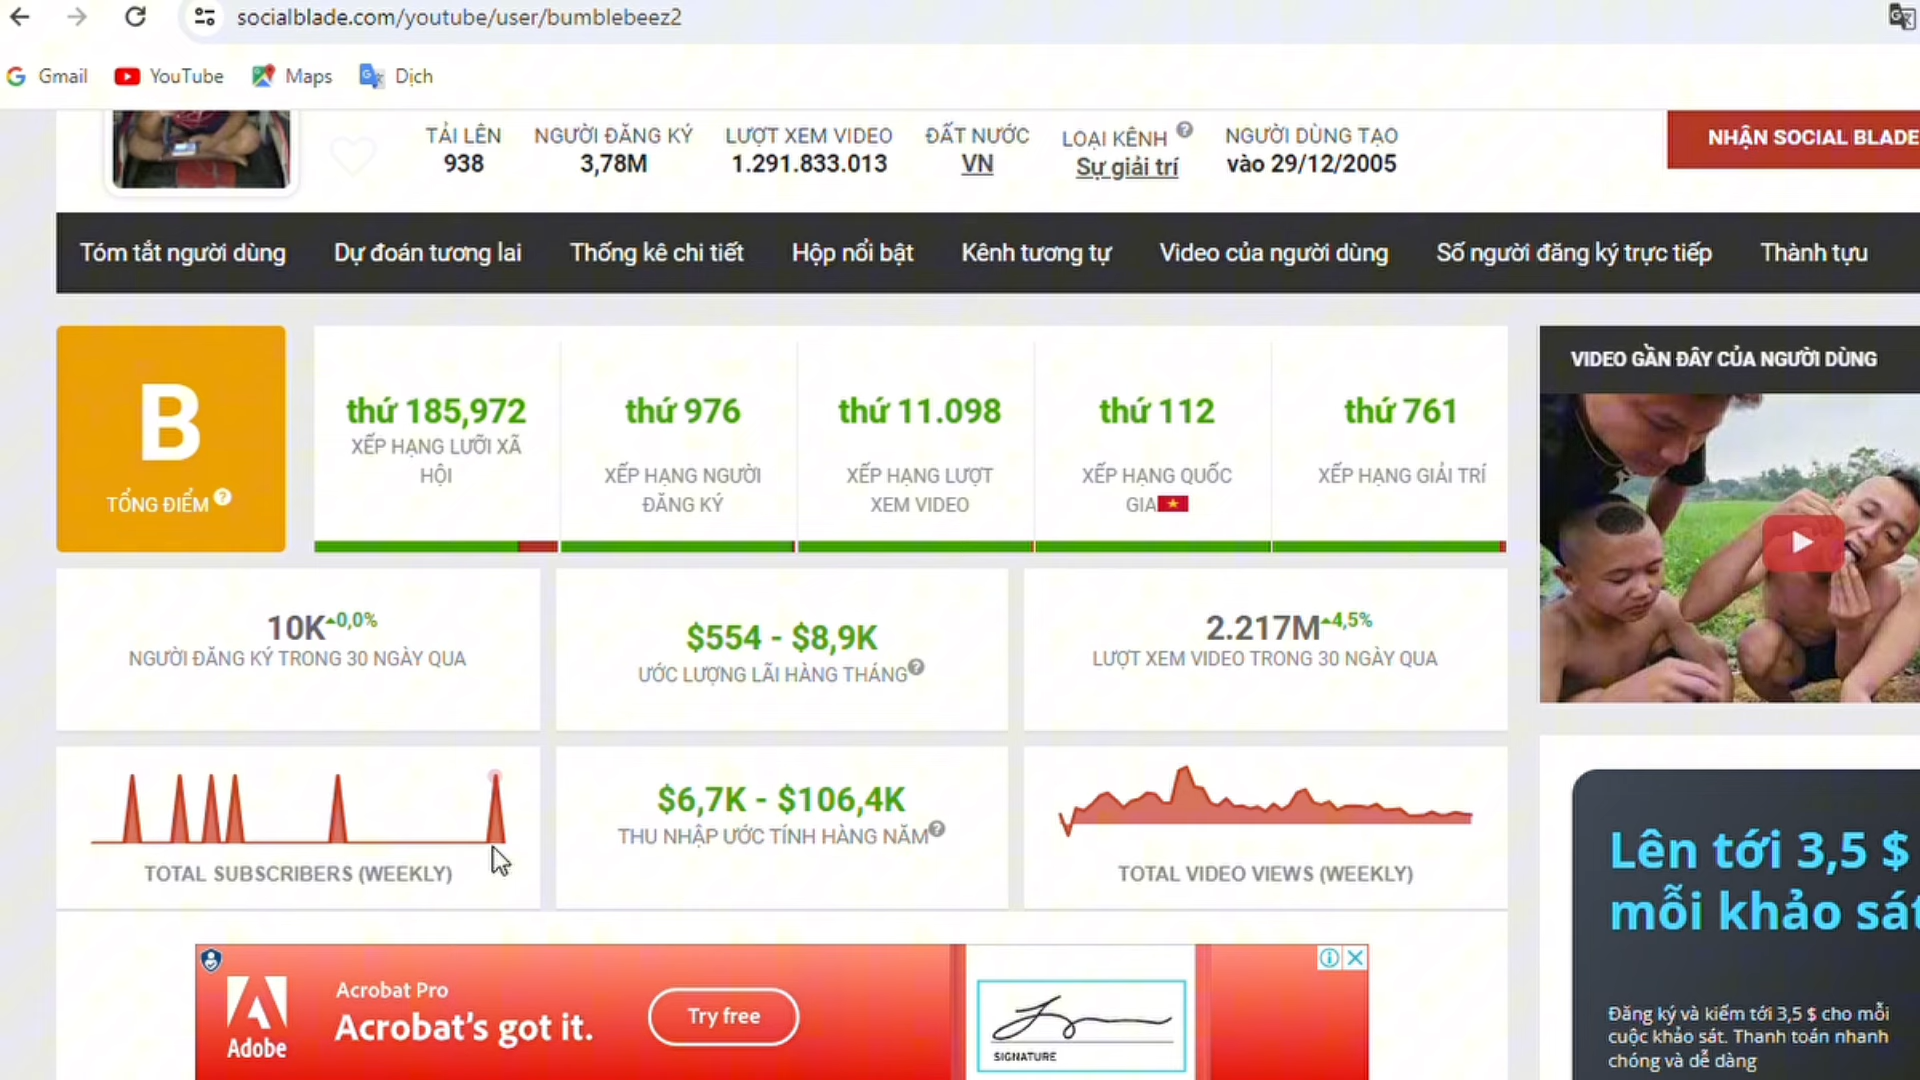 socialblade.com/youtube/user/bumblebeez2
Gmail YouTube Maps Dịch
TẢI LÊN NGƯỜI ĐĂNG KÝ LƯỢT XEM VIDEO ĐẤT NƯỚC LOẠI KÊNH NGƯỜI DÙNG TẠO
938 3,78M 1.291.833.013 VN Sự giải trí vào 29/12/2005
NHẬN SOCIAL BLADE
Tóm tắt người dùng Dự đoán tương lai Thống kê chi tiết Hộp nổi bật Kênh tương tự Video của người dùng Số người đăng ký trực tiếp Thành tựu
B
TỔNG ĐIỂM
thứ 185,972
XẾP HẠNG LƯỠI XÃ
HỘI
thứ 976
XẾP HẠNG NGƯỜI
ĐĂNG KÝ
thứ 11.098
XẾP HẠNG LƯỢT
XEM VIDEO
thứ 112
XẾP HẠNG QUỐC
GIA
thứ 761
XẾP HẠNG GIẢI TRÍ
VIDEO GẦN ĐÂY CỦA NGƯỜI DÙNG
10K 0,0%
NGƯỜI ĐĂNG KÝ TRONG 30 NGÀY QUA
$554 - $8,9K
ƯỚC LƯỢNG LÃI HÀNG THÁNG
2.217M 4,5%
LƯỢT XEM VIDEO TRONG 30 NGÀY QUA
TOTAL SUBSCRIBERS (WEEKLY)
$6,7K - $106,4K
THU NHẬP ƯỚC TÍNH HÀNG NĂM
TOTAL VIDEO VIEWS (WEEKLY)
Lên tới 3,5 $
mỗi khảo sát
Đăng ký và kiếm tới 3,5 $ cho mỗi
cuộc khảo sát. Thanh toán nhanh
chóng và dễ dàng
Adobe
Acrobat Pro
Acrobat's got it.
Try free
SIGNATURE